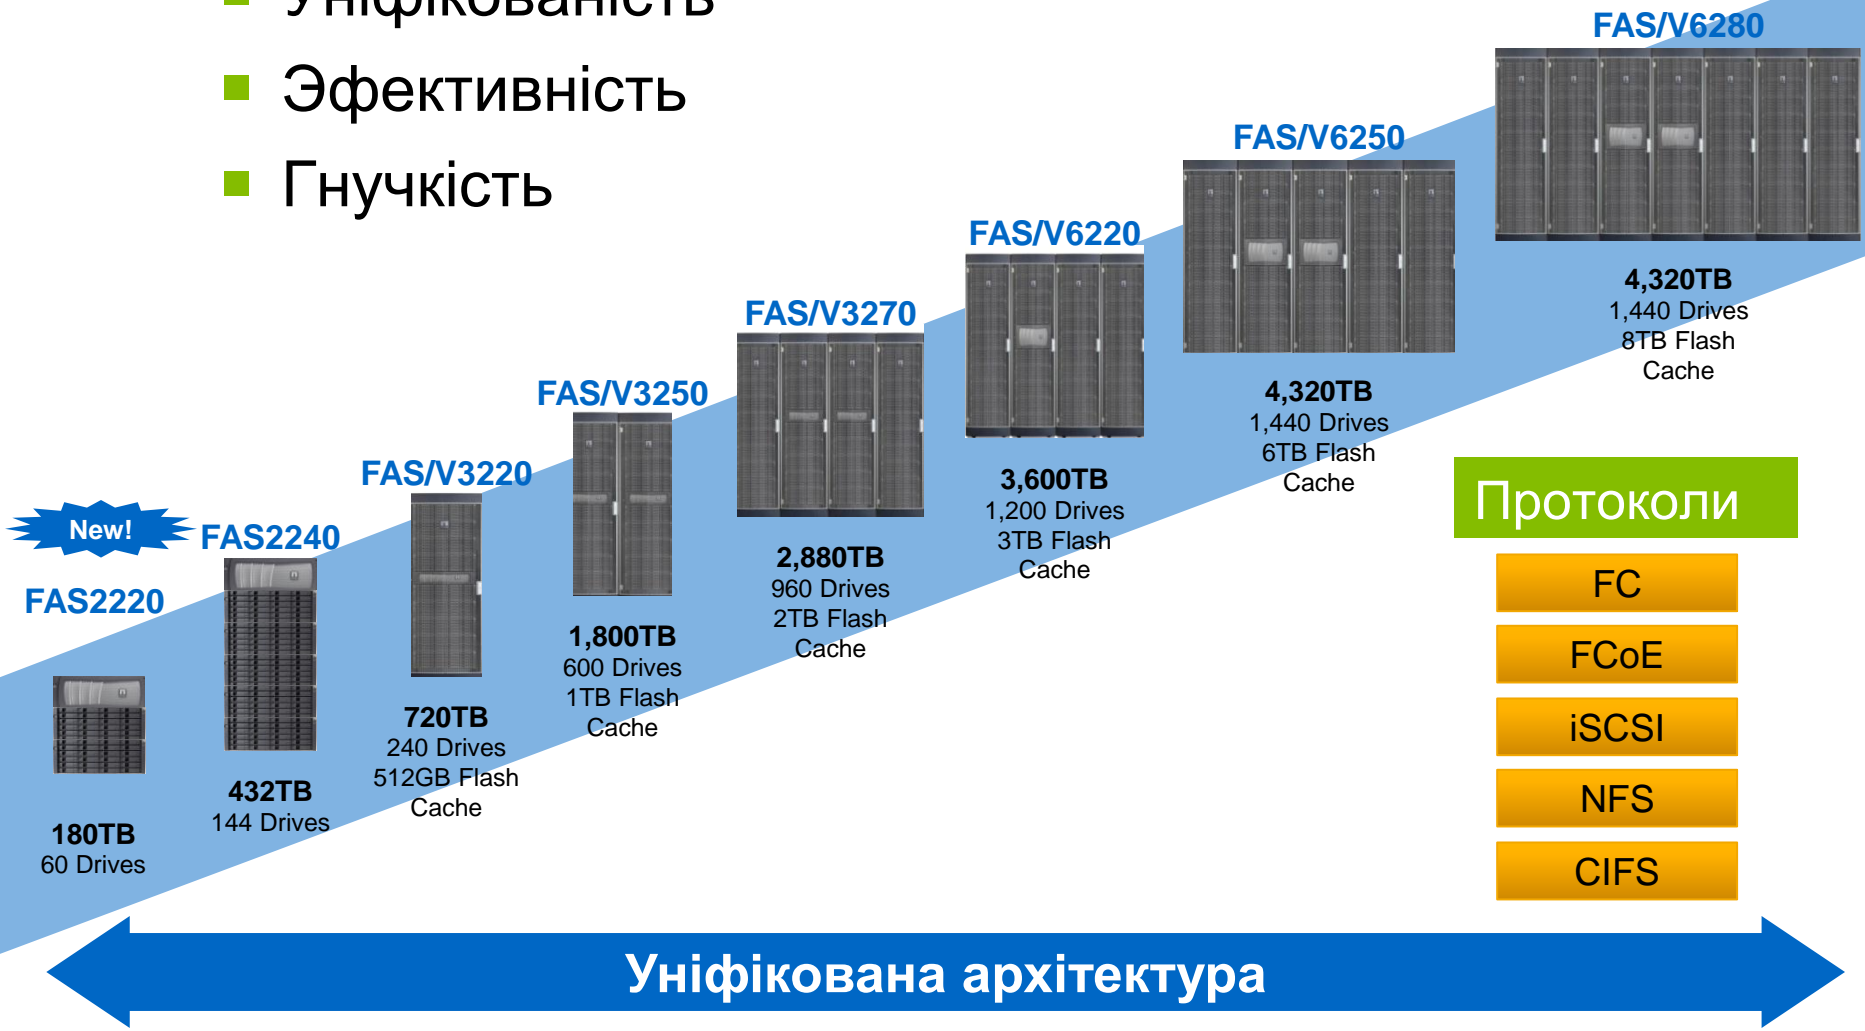 Уніфікованість
Эфективність
Гнучкість
FAS/V6280
4,320TB
1,440 Drives
8TB Flash
Cache
FAS/V6250
4,320TB
1,440 Drives
6TB Flash
Cache
FAS/V6220
3,600TB
1,200 Drives
3TB Flash
Cache
FAS/V3270
2,880TB
960 Drives
2TB Flash
Cache
FAS/V3250
1,800TB
600 Drives
1TB Flash
Cache
FAS/V3220
720TB
240 Drives
512GB Flash
Cache
New!
FAS2240
432TB
144 Drives
FAS2220
180TB
60 Drives
Протоколи
FC
FCoE
iSCSI
NFS
CIFS
Уніфікована архітектура